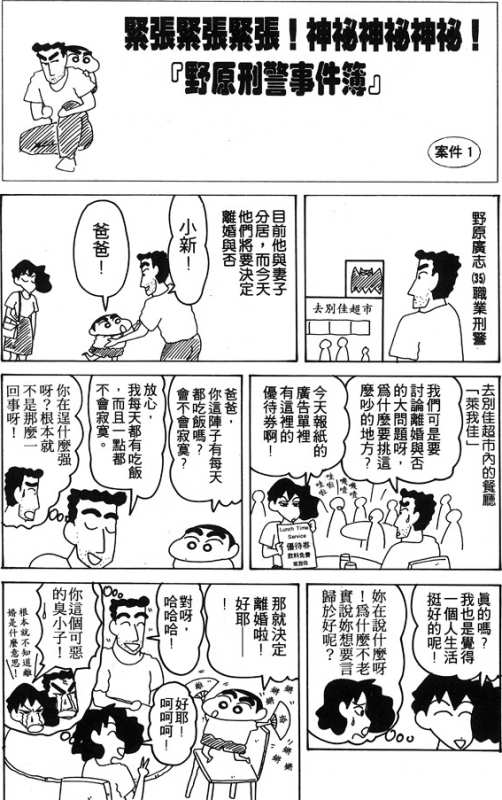 緊張緊張緊張！神祕神祕神祕！
『野原刑警事件簿』
案件1
野原廣志(35)職業刑警
去別佳超市
目前他與妻子
分居，而今天
他們將要決定
離婚與否
小新！
爸爸！
去別佳超市內的餐廳
「萊我佳」
我們可是要
討論離婚與否
的大問題呀，
爲什麼要挑這
麼吵的地方？
嘰喳
嘰喳
今天報紙的
廣告單裡
有這裡的
優待券啊！
Lunch Time
Service
優待券
飲料免費
爸爸，
你這陣子有每天
都吃飯嗎？
會不會寂寞？
放心，
我每天都有吃飯
，而且一點都
不會寂寞。
你在逞什麼強
呀？根本就
不是那麼一
回事呀！
眞的嗎？
我也是覺得
一個人生活
挺好的呢！
妳在說什麼呀
！爲什麼不老
實說妳想要言
歸於好呢？
那就決定
離婚啦！
好耶——
！
對呀，
哈哈哈！
好耶！
呵呵呵！
你這個可惡
的臭小子！
根本就不知道離
婚是什麼意思！